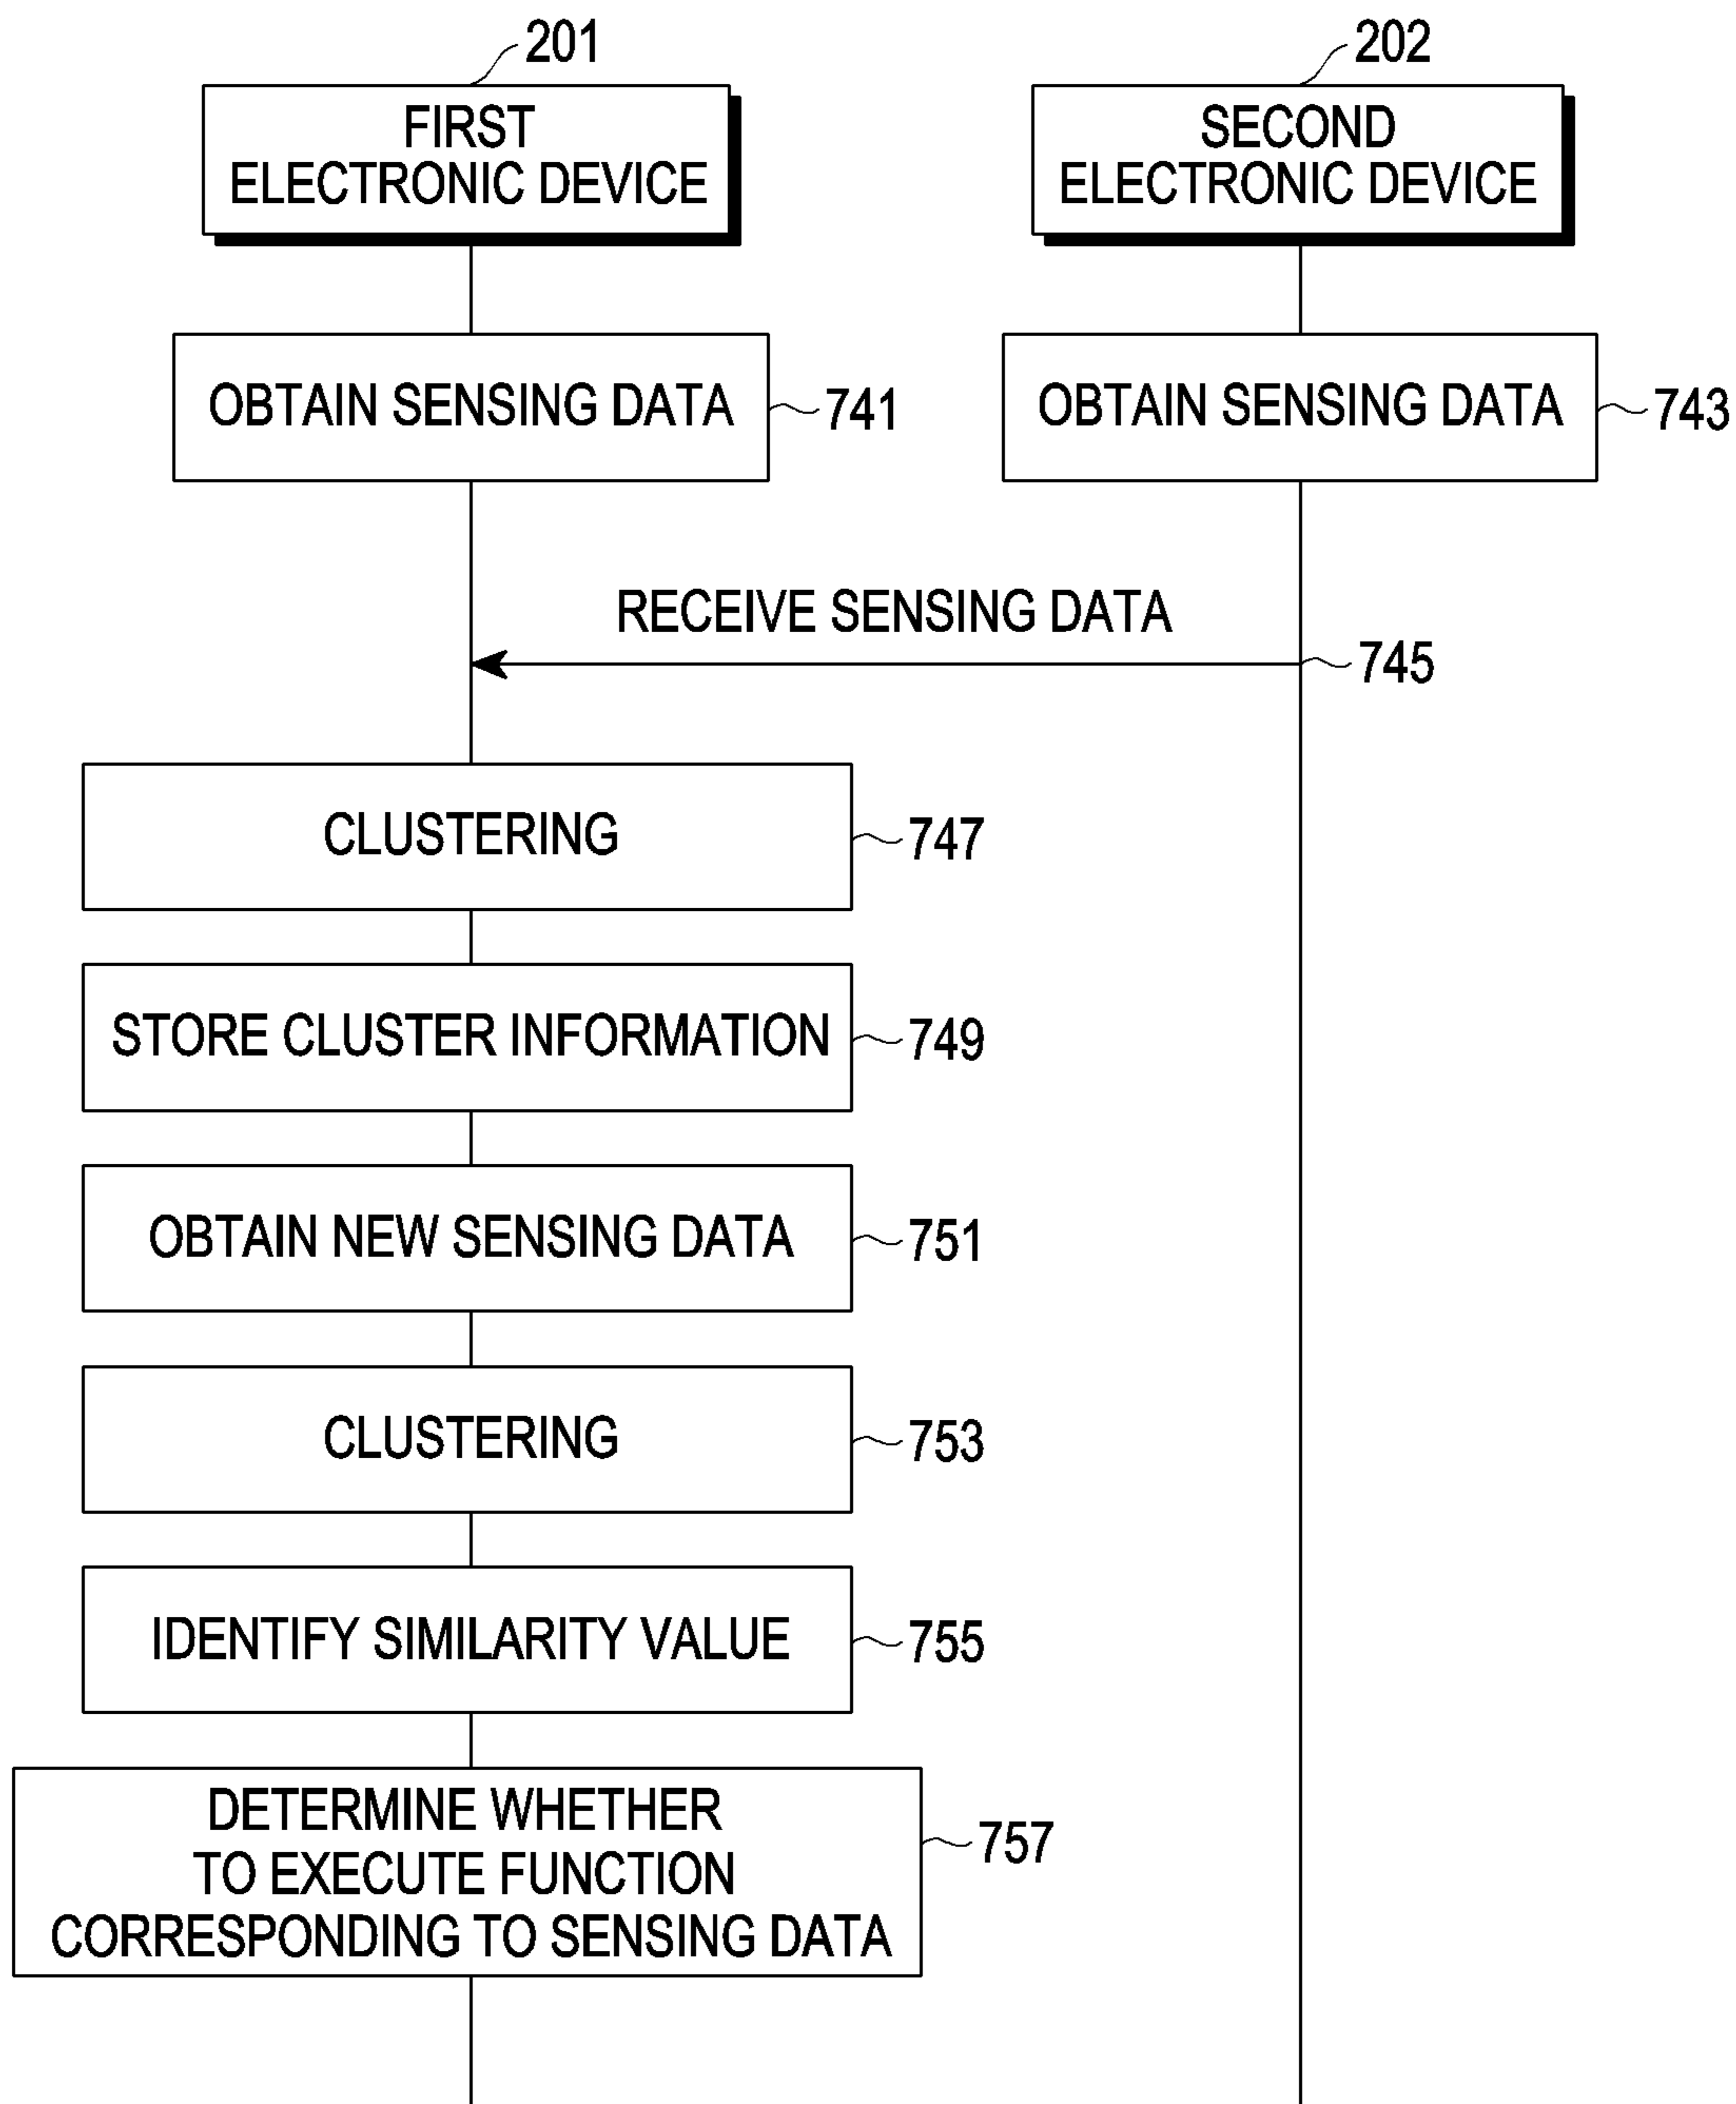 201
202
FIRST
ELECTRONIC DEVICE
SECOND
ELECTRONIC DEVICE
OBTAIN SENSING DATA
741
OBTAIN SENSING DATA
743
RECEIVE SENSING DATA
745
CLUSTERING
747
STORE CLUSTER INFORMATION
749
OBTAIN NEW SENSING DATA
751
CLUSTERING
753
IDENTIFY SIMILARITY VALUE
755
DETERMINE WHETHER
TO EXECUTE FUNCTION
CORRESPONDING TO SENSING DATA
757